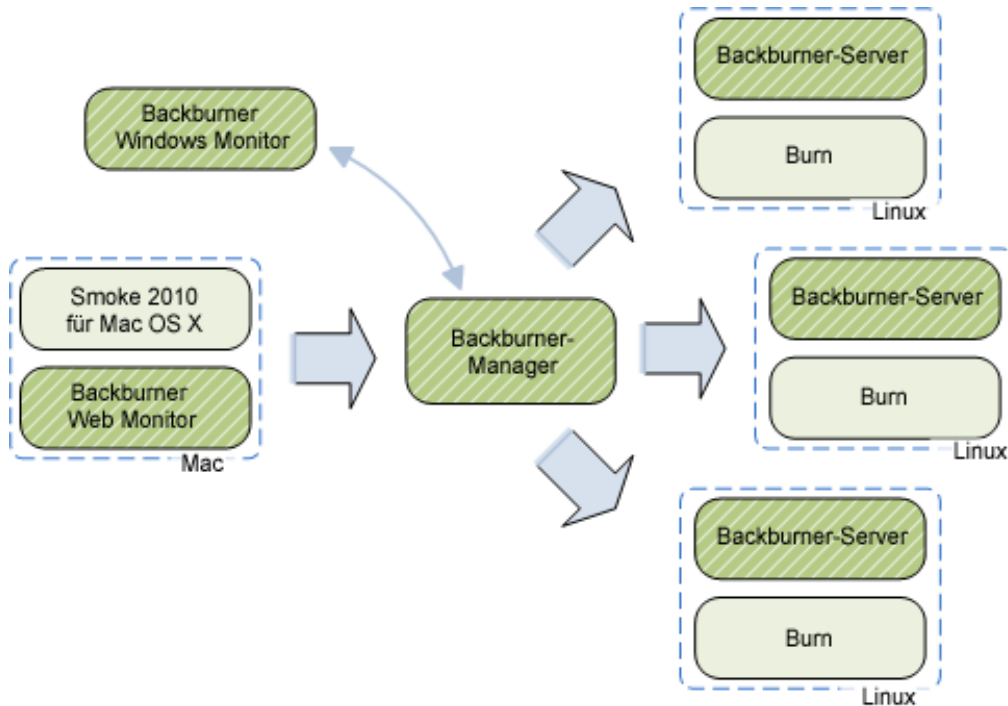 Backburner
Windows Monitor
Smoke 2010
für Mac OS X
Backburner
Web Monitor
Mac
Backburner-
Manager
Backburner-Server
Burn
Linux
Backburner-Server
Burn
Linux
Backburner-Server
Burn
Linux